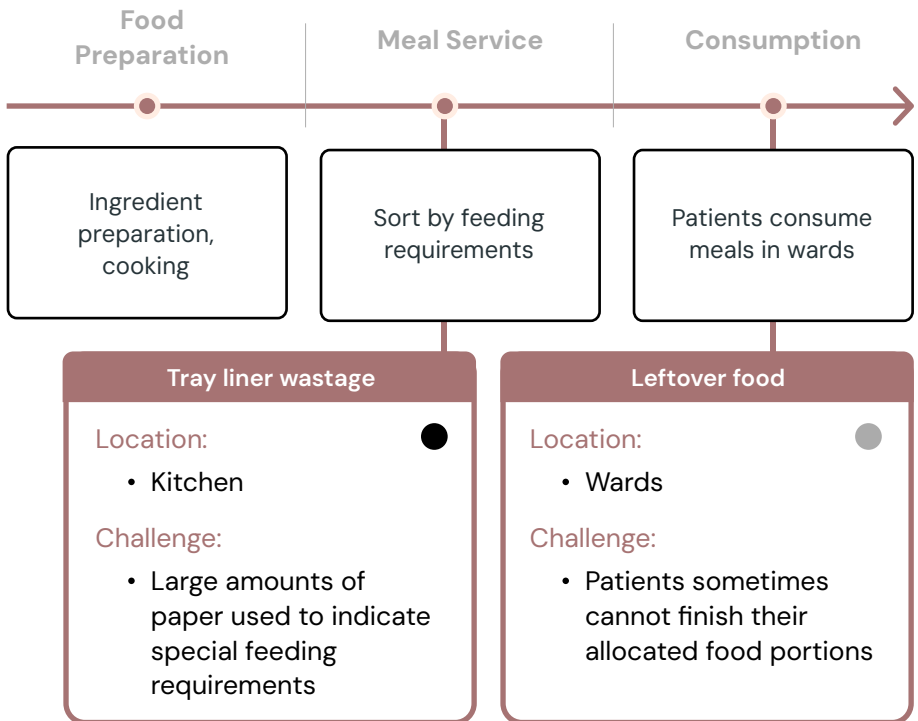 Food
Preparation
Meal Service
Consumption
Ingredient
preparation,
cooking
Sort by feeding
requirements
Patients consume
meals in wards
Tray liner wastage
Location:
• Kitchen
Challenge:
• Large amounts of
paper used to indicate
special feeding
requirements
Leftover food
Location:
• Wards
Challenge:
• Patients sometimes
cannot finish their
allocated food portions